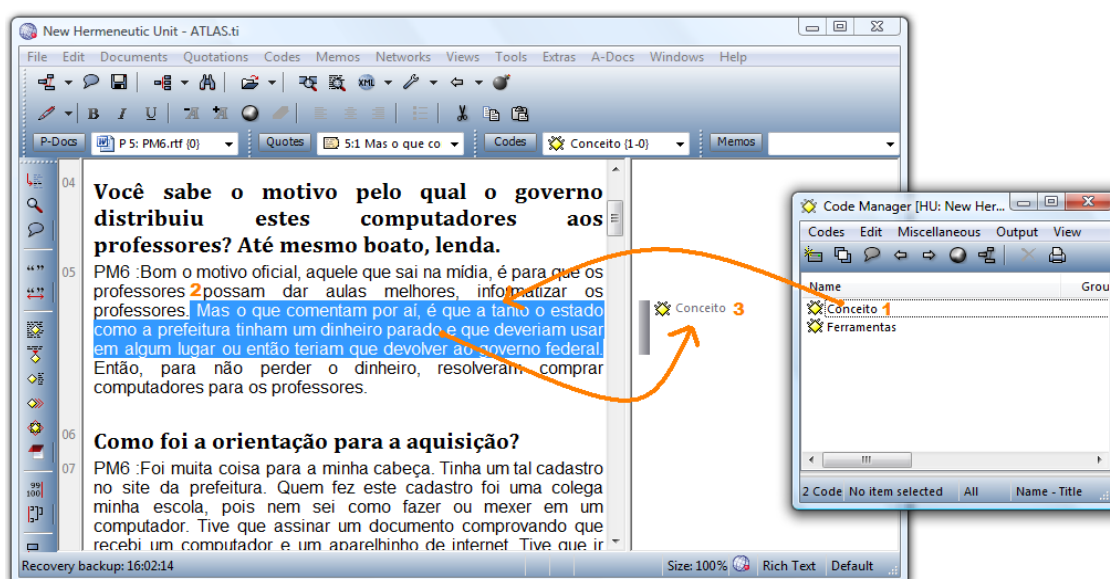 New Hermeneutic Unit - ATLAS.ti
File Edit Documents Quotations Codes Memos Networks Views Tools Extras A-Docs Windows Help
XML
B I U
P-Docs P 5: PM6.rtf {0} Quotes 5:1 Mas o que co Codes Conceito {1-0} Memos
04
Você sabe o motivo pelo qual o governo
distribuiu estes computadores aos
professores? Até mesmo boato, lenda.
05
PM6 :Bom o motivo oficial, aquele que sai na mídia, é para que os
professores 2 possam dar aulas melhores, informatizar os
professores. Mas o que comentam por aí, é que a tanto o estado
como a prefeitura tinham um dinheiro parado e que deveriam usar
em algum lugar ou então teriam que devolver ao governo federal.
Então, para não perder o dinheiro, resolveram comprar
computadores para os professores.
Conceito 3
06
Como foi a orientação para a aquisição?
07
PM6 :Foi muita coisa para a minha cabeça. Tinha um tal cadastro
no site da prefeitura. Quem fez este cadastro foi uma colega
minha escola, pois nem sei como fazer ou mexer em um
computador. Tive que assinar um documento comprovando que
recebi um computador e um aparelhinho de internet. Tive que ir
99
100
Recovery backup: 16:02:14 Size: 100% Rich Text Default
Code Manager [HU: New Her...
Codes Edit Miscellaneous Output View
Name Grou
Conceito 1
Ferramentas
2 Code No item selected All Name - Title